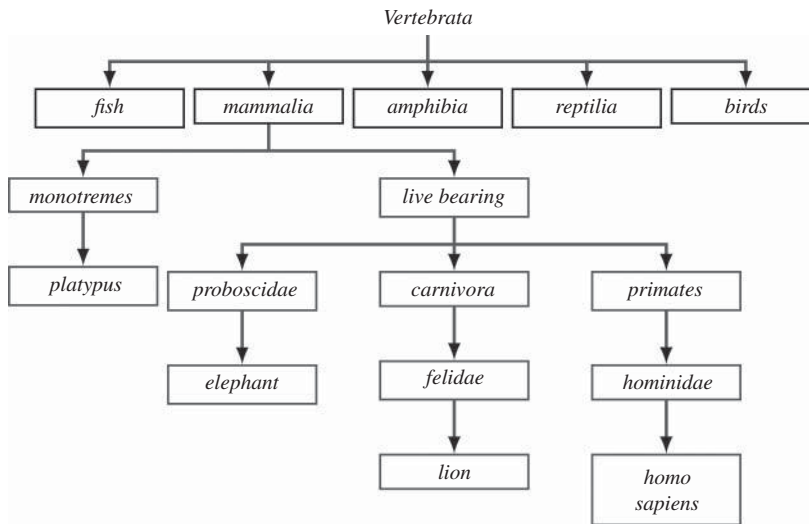 Vertebrata
fish
mammalia
amphibia
reptilia
birds
monotremes
live bearing
platypus
proboscidae
carnivora
primates
elephant
felidae
hominidae
lion
homo
sapiens